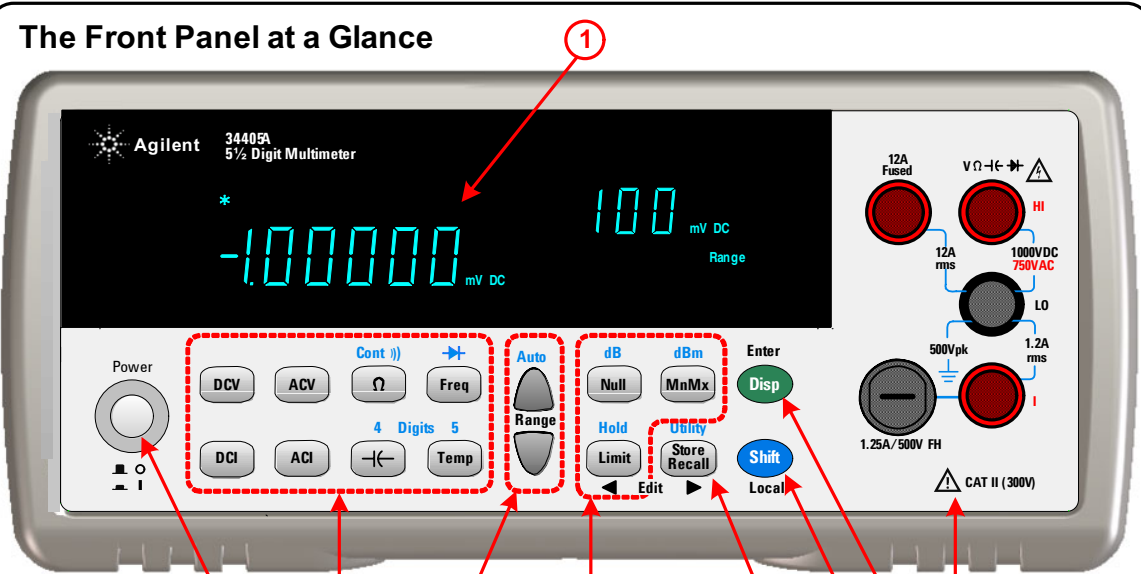 The Front Panel at a Glance
1
Agilent
34405A
5½ Digit Multimeter
*
-1.00000 mV DC
100 mV DC
Range
12A
Fused
V Ω
HI
12A
rms
1000VDC
750VAC
LO
500Vpk
1.2A
rms
I
1.25A/500V FH
CAT II (300V)
Power
O
I
Cont )))
DCV ACV Ω Freq
4 Digits 5
DCI ACI Temp
Auto
Range
dB dBm
Null MnMx
Hold Utility
Limit Store
Recall
◀ Edit ▶
Enter
Disp
Shift
Local